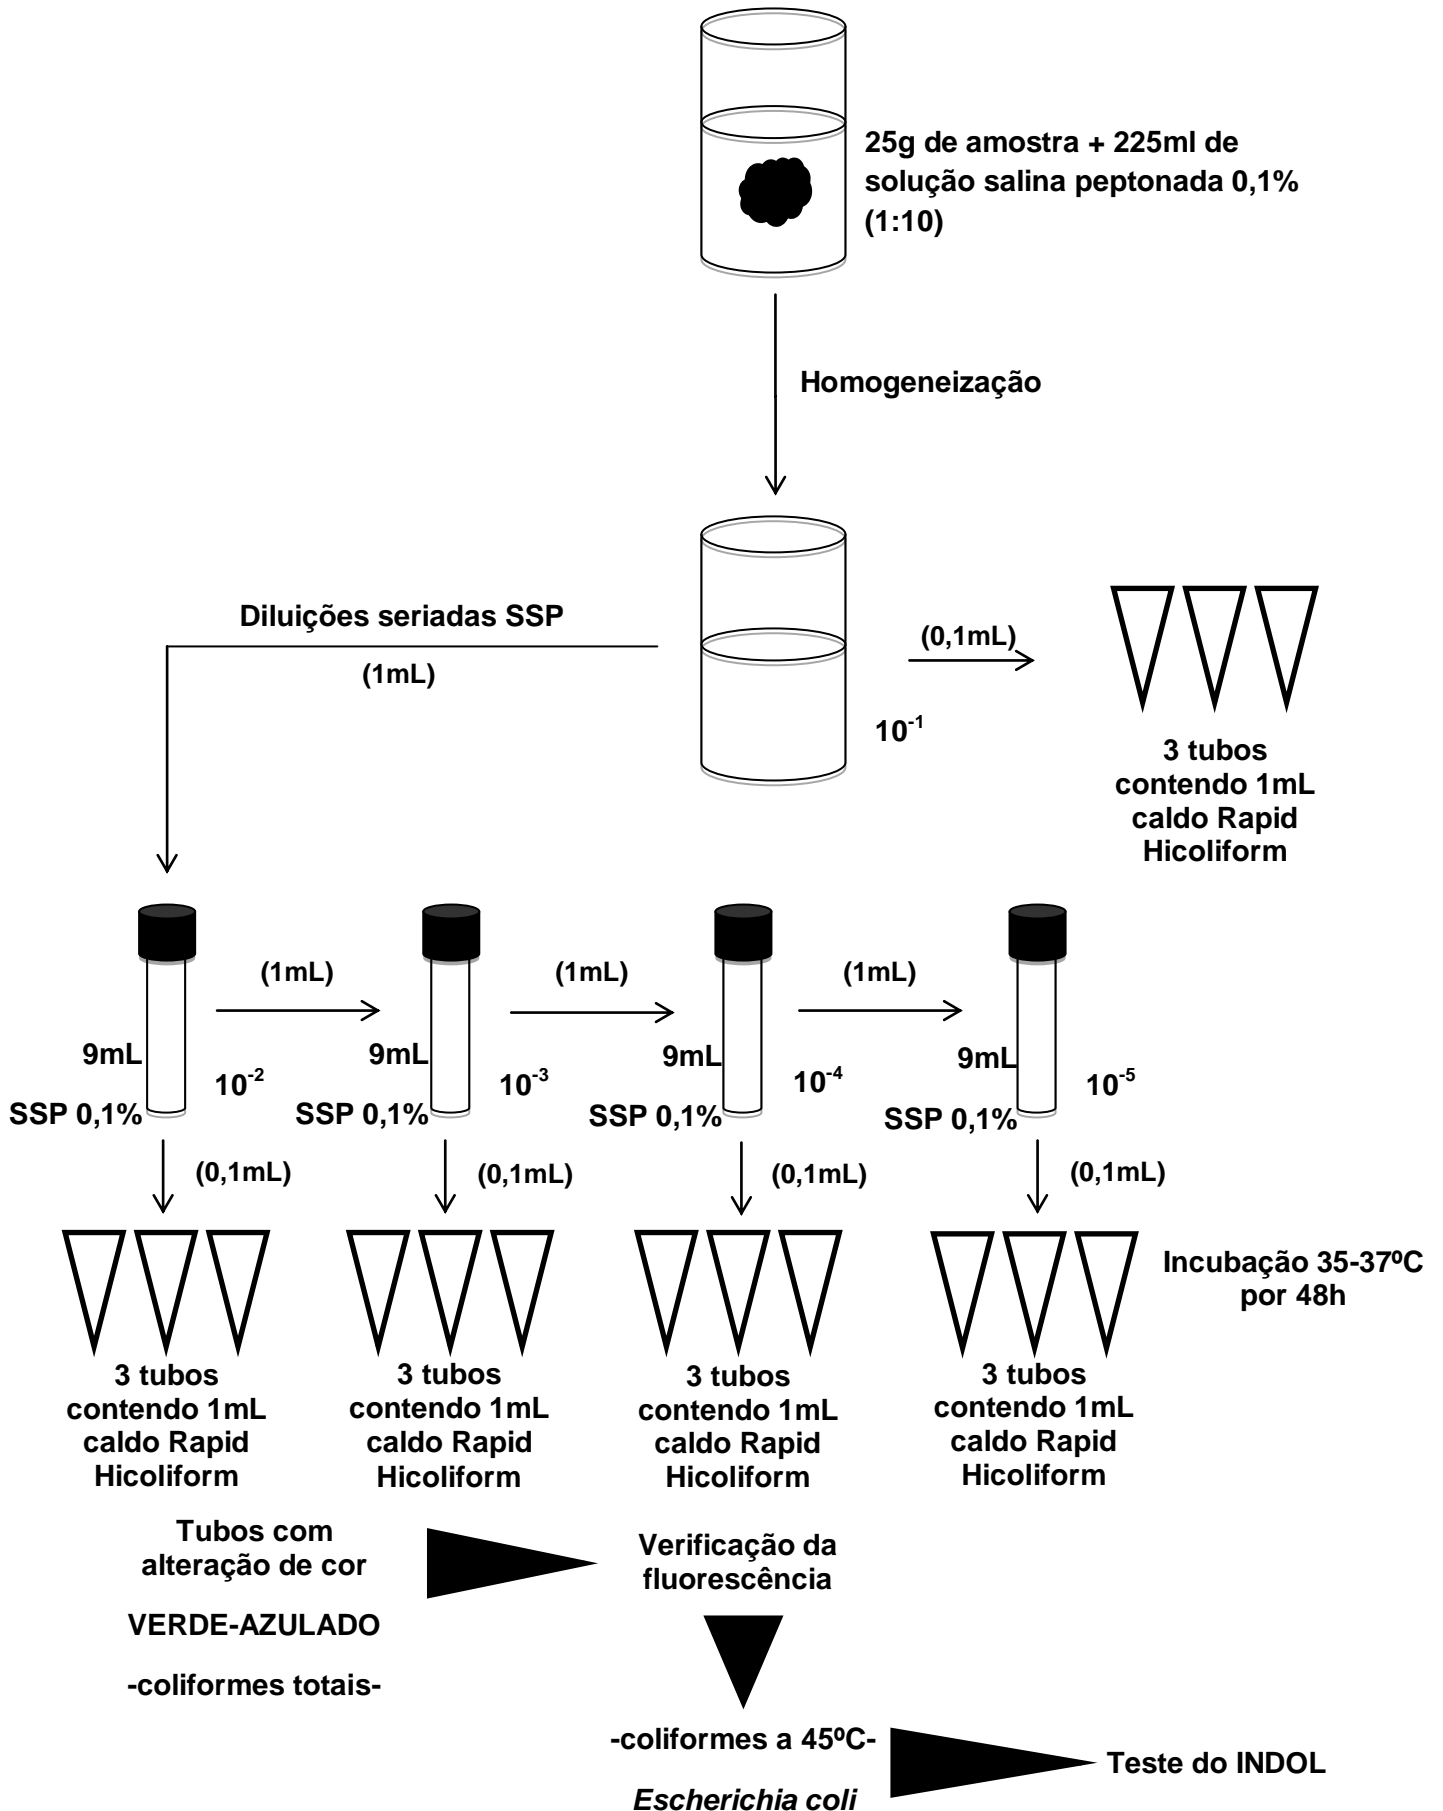 25g de amostra + 225ml de
solução salina peptonada 0,1%
(1:10)
Homogeneização
Diluições seriadas SSP
(1mL)
(0,1mL)
10⁻¹
3 tubos
contendo 1mL
caldo Rapid
Hicoliform
(1mL)
(1mL)
(1mL)
9mL
10⁻²
SSP 0,1%
9mL
10⁻³
SSP 0,1%
9mL
10⁻⁴
SSP 0,1%
9mL
10⁻⁵
SSP 0,1%
(0,1mL)
(0,1mL)
(0,1mL)
(0,1mL)
Incubação 35-37ºC
por 48h
3 tubos
contendo 1mL
caldo Rapid
Hicoliform
3 tubos
contendo 1mL
caldo Rapid
Hicoliform
3 tubos
contendo 1mL
caldo Rapid
Hicoliform
3 tubos
contendo 1mL
caldo Rapid
Hicoliform
Tubos com
alteração de cor
VERDE-AZULADO
-coliformes totais-
Verificação da
fluorescência
-coliformes a 45ºC-
Escherichia coli
Teste do INDOL